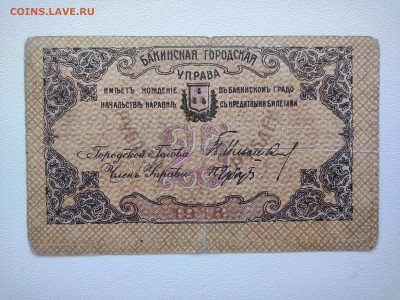 COINS.LAVE.RU
БАКИНСКАЯ ГОРОДСКАЯ
УПРАВА
ИМѢЕТЪ ХОЖДЕНІЕ ВЪ БАКИНСКОМЪ ГРАДО
НАЧАЛЬСТВѢ НАРАВНѢ СЪ КРЕДИТНЫМИ БИЛЕТАМИ
25
Городской Голова
Членъ Управы
1918